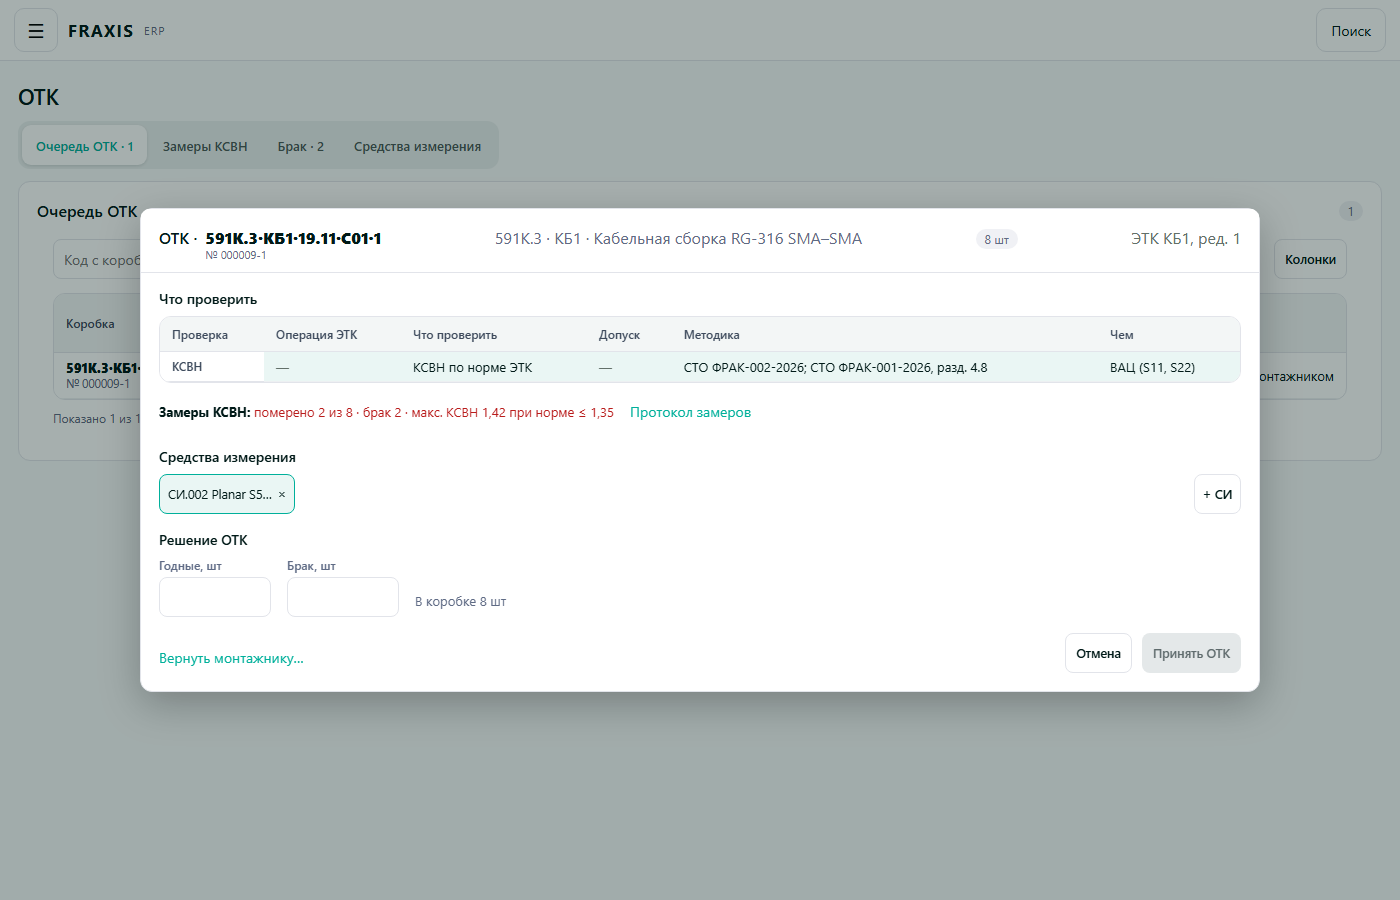 ☰ FRAXIS ERP Поиск
ОТК
Очередь ОТК · 1 Замеры КСВН Брак · 2 Средства измерения
Очередь ОТК 1
Код с короб Колонки
Коробка
591К.3·КБ1·
№ 000009-1 онтажником
Показано 1 из 1
ОТК · 591К.3·КБ1·19.11·С01·1 591К.3 · КБ1 · Кабельная сборка RG-316 SMA–SMA 8 шт ЭТК КБ1, ред. 1
№ 000009-1
Что проверить
Проверка Операция ЭТК Что проверить Допуск Методика Чем
КСВН — КСВН по норме ЭТК — СТО ФРАК-002-2026; СТО ФРАК-001-2026, разд. 4.8 ВАЦ (S11, S22)
Замеры КСВН: померено 2 из 8 · брак 2 · макс. КСВН 1,42 при норме ≤ 1,35 Протокол замеров
Средства измерения
СИ.002 Planar S5... × + СИ
Решение ОТК
Годные, шт Брак, шт
В коробке 8 шт
Вернуть монтажнику... Отмена Принять ОТК